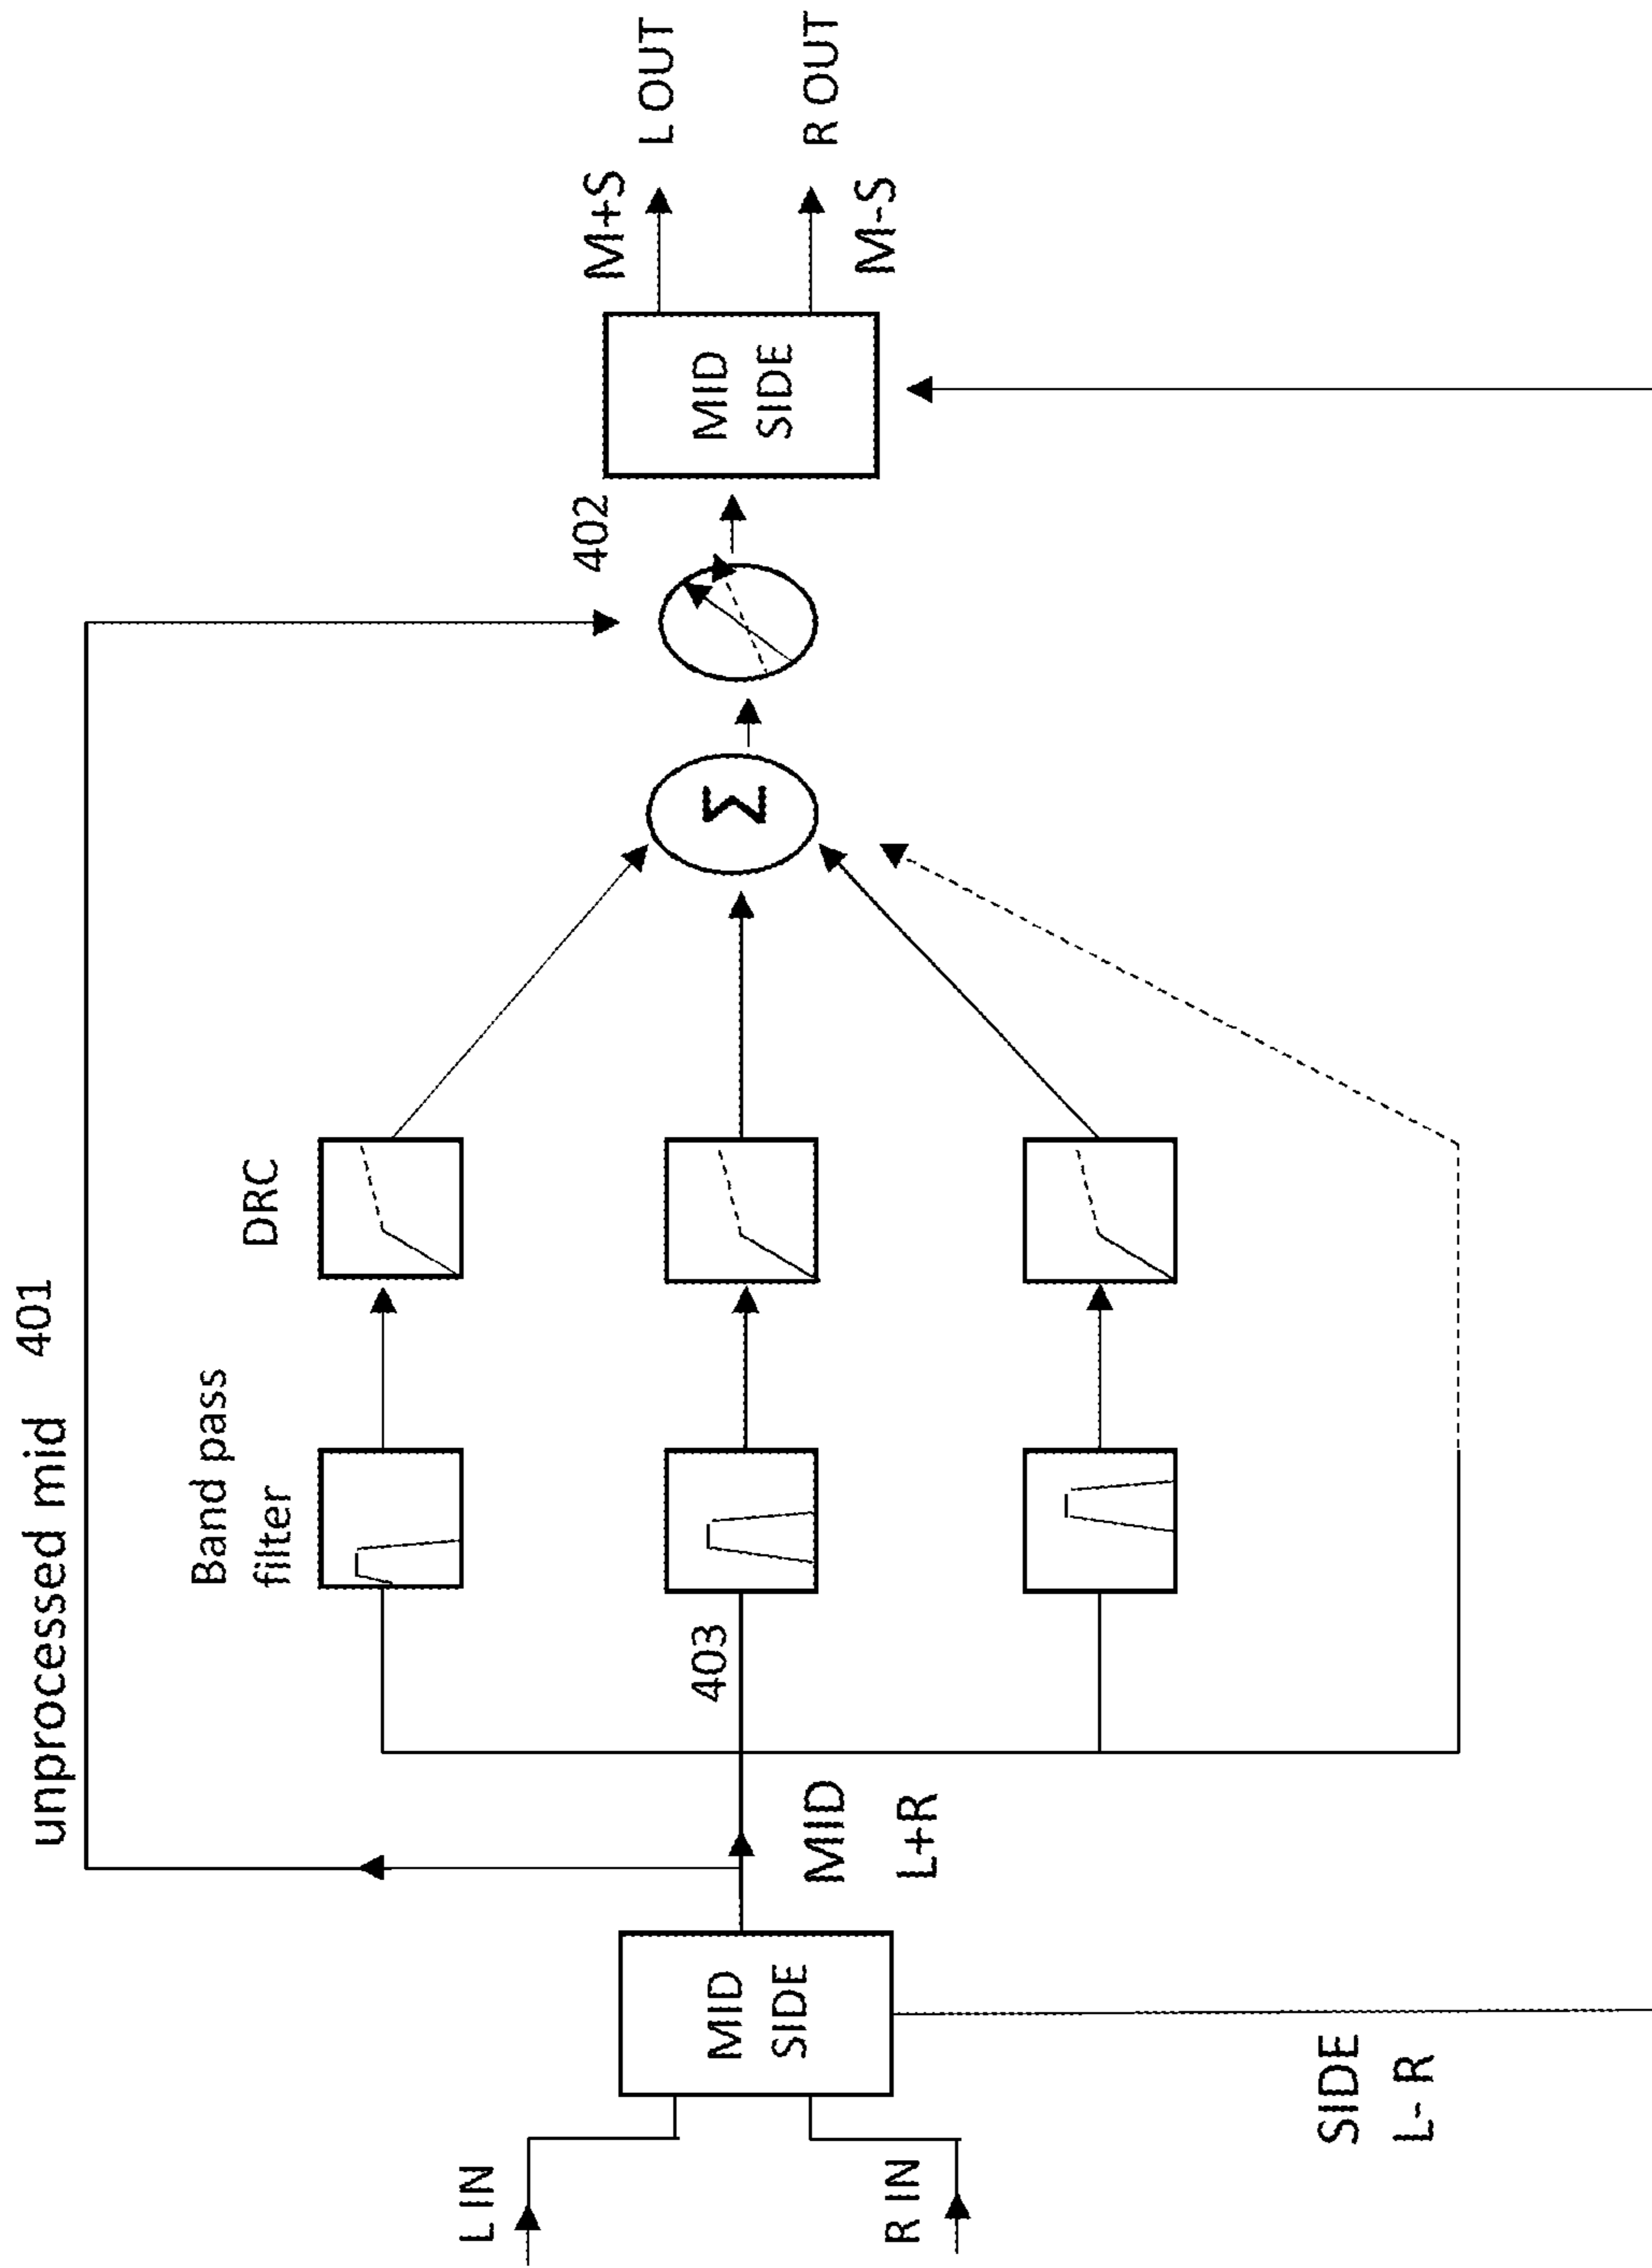 unprocessed mid 401
Band pass
filter
DRC
402
M+S
L OUT
L IN
MID
SIDE
403
Σ
MID
SIDE
R OUT
M-S
MID
L+R
R IN
SIDE
L- R